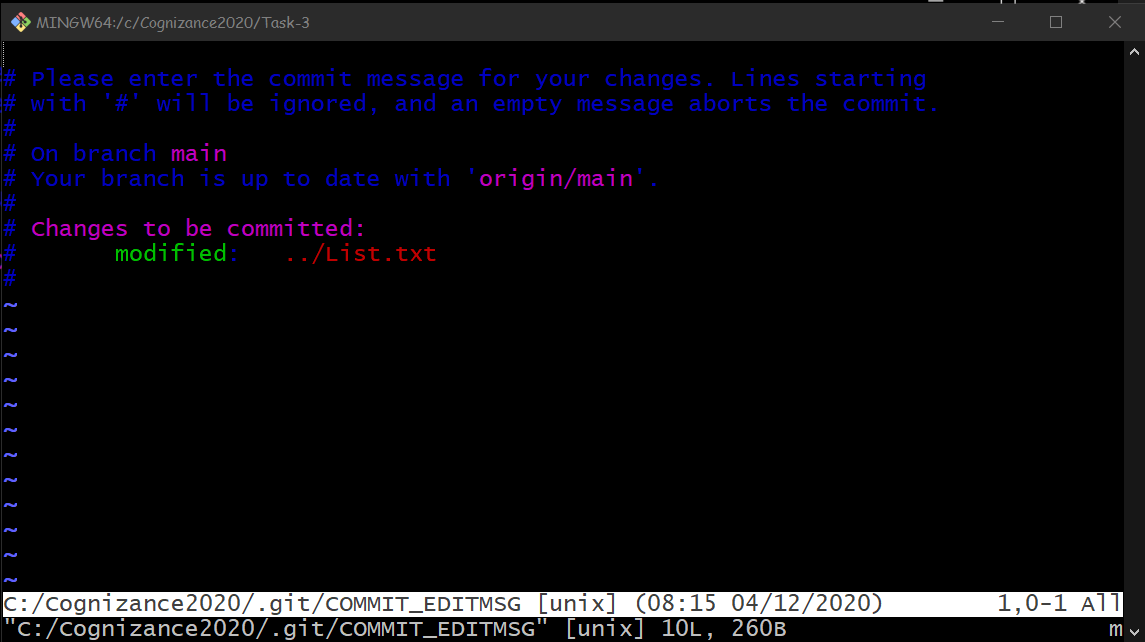 MINGW64:/c/Cognizance2020/Task-3
# Please enter the commit message for your changes. Lines starting
# with '#' will be ignored, and an empty message aborts the commit.
#
# On branch main
# Your branch is up to date with 'origin/main'.
#
# Changes to be committed:
#       modified:   ../List.txt
#
~
~
~
~
~
~
~
~
~
~
~
~
C:/Cognizance2020/.git/COMMIT_EDITMSG [unix] (08:15 04/12/2020)        1,0-1 All
"C:/Cognizance2020/.git/COMMIT_EDITMSG" [unix] 10L, 260B                       m